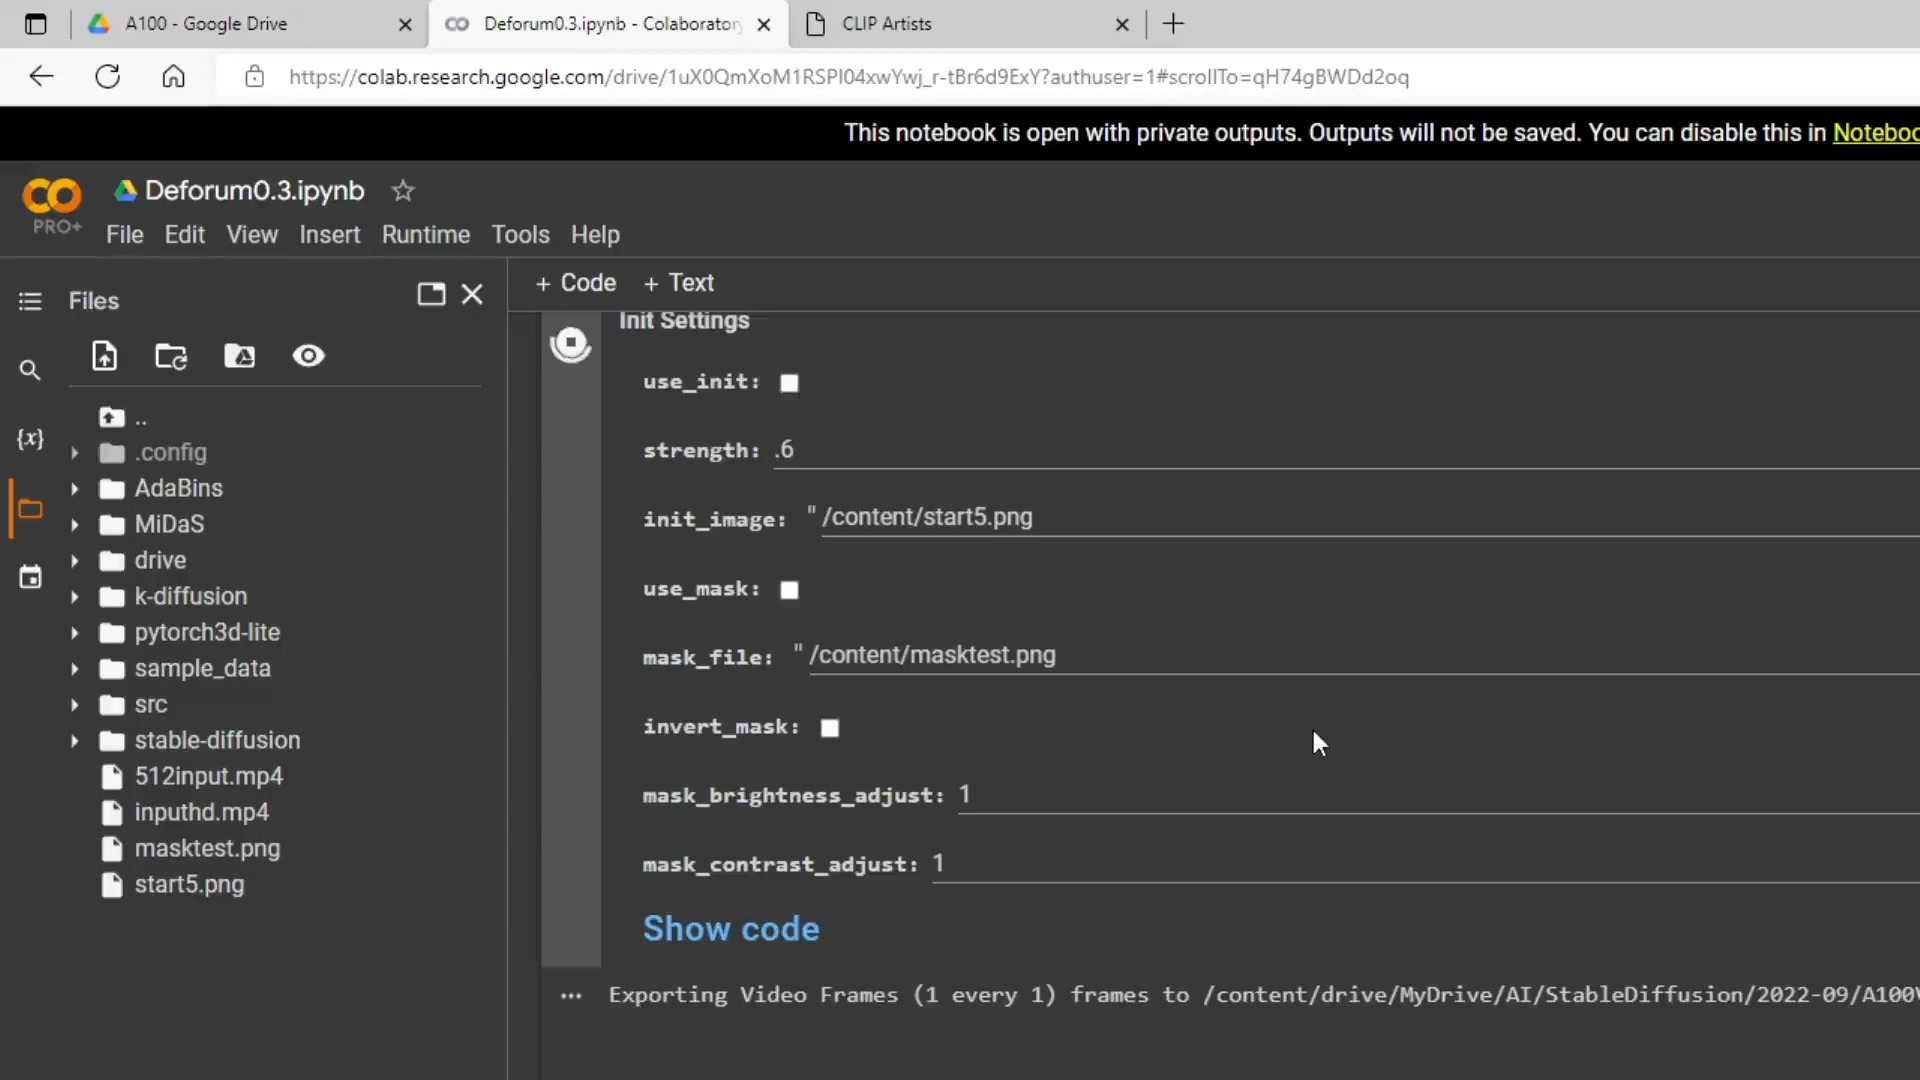 A100 - Google Drive
Deforum0.3.ipynb - Colaborator
CLIP Artists
https://colab.research.google.com/drive/1uX0QmXoM1RSPI04xwYwj_r-tBr6d9ExY?authuser=1#scrollTo=qH74gBWDd2oq
This notebook is open with private outputs. Outputs will not be saved. You can disable this in Noteboo
Deforum0.3.ipynb
PRO+
File Edit View Insert Runtime Tools Help
Files
+ Code + Text
Init Settings
use_init:
strength: .6
init_image: "/content/start5.png
use_mask:
mask_file: "/content/masktest.png
invert_mask:
mask_brightness_adjust: 1
mask_contrast_adjust: 1
Show code
{x}
..
.config
AdaBins
MiDaS
drive
k-diffusion
pytorch3d-lite
sample_data
src
stable-diffusion
512input.mp4
inputhd.mp4
masktest.png
start5.png
... Exporting Video Frames (1 every 1) frames to /content/drive/MyDrive/AI/StableDiffusion/2022-09/A100